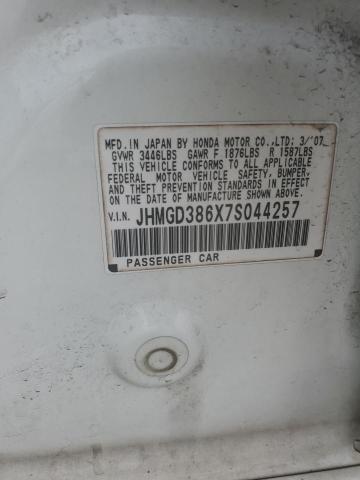 MFD. IN JAPAN BY HONDA MOTOR CO.,LTD: 3/'07
GVWR 3446LBS GAWR F 1876LBS R 1587LBS
THIS VEHICLE CONFORMS TO ALL APPLICABLE
FEDERAL MOTOR VEHICLE SAFETY, BUMPER,
AND THEFT PREVENTION STANDARDS IN
EFFECT ON THE DATE OF MANUFACTURE SHOWN ABOVE.
V.I.N. JHMGD386X7S044257
PASSENGER CAR